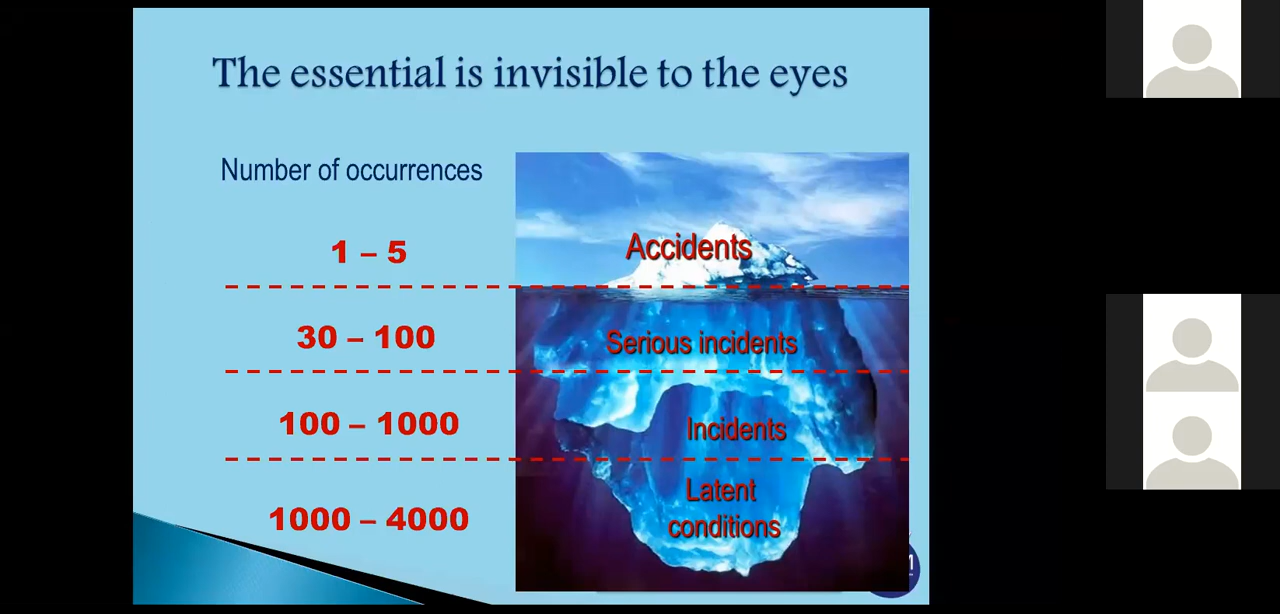 The essential is invisible to the eyes
Number of occurrences
1 – 5
Accidents
30 – 100
Serious incidents
100 – 1000
Incidents
1000 – 4000
Latent
conditions